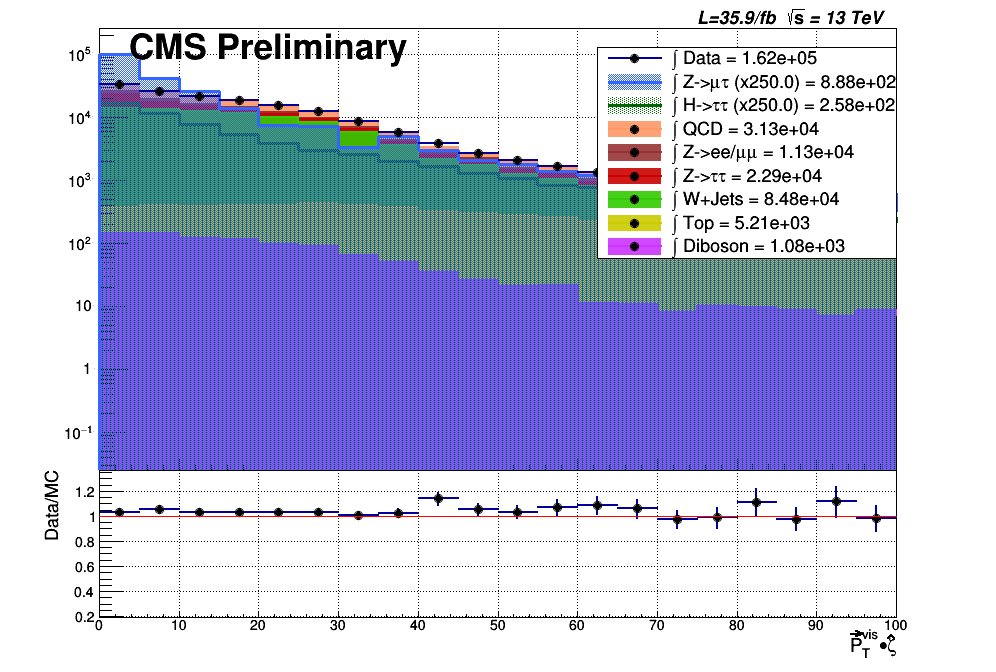 L=35.9/fb √s = 13 TeV
CMS Preliminary
∫ Data = 1.62e+05
∫ Z->μτ (x250.0) = 8.88e+02
∫ H->ττ (x250.0) = 2.58e+02
∫ QCD = 3.13e+04
∫ Z->ee/μμ = 1.13e+04
∫ Z->ττ = 2.29e+04
∫ W+Jets = 8.48e+04
∫ Top = 5.21e+03
∫ Diboson = 1.08e+03
10⁵
10⁴
10³
10²
10
1
10⁻¹
Data/MC
1.2
1
0.8
0.6
0.4
0.2
0 10 20 30 40 50 60 70 80 90 100
P⃗_T^vis • ζ̂